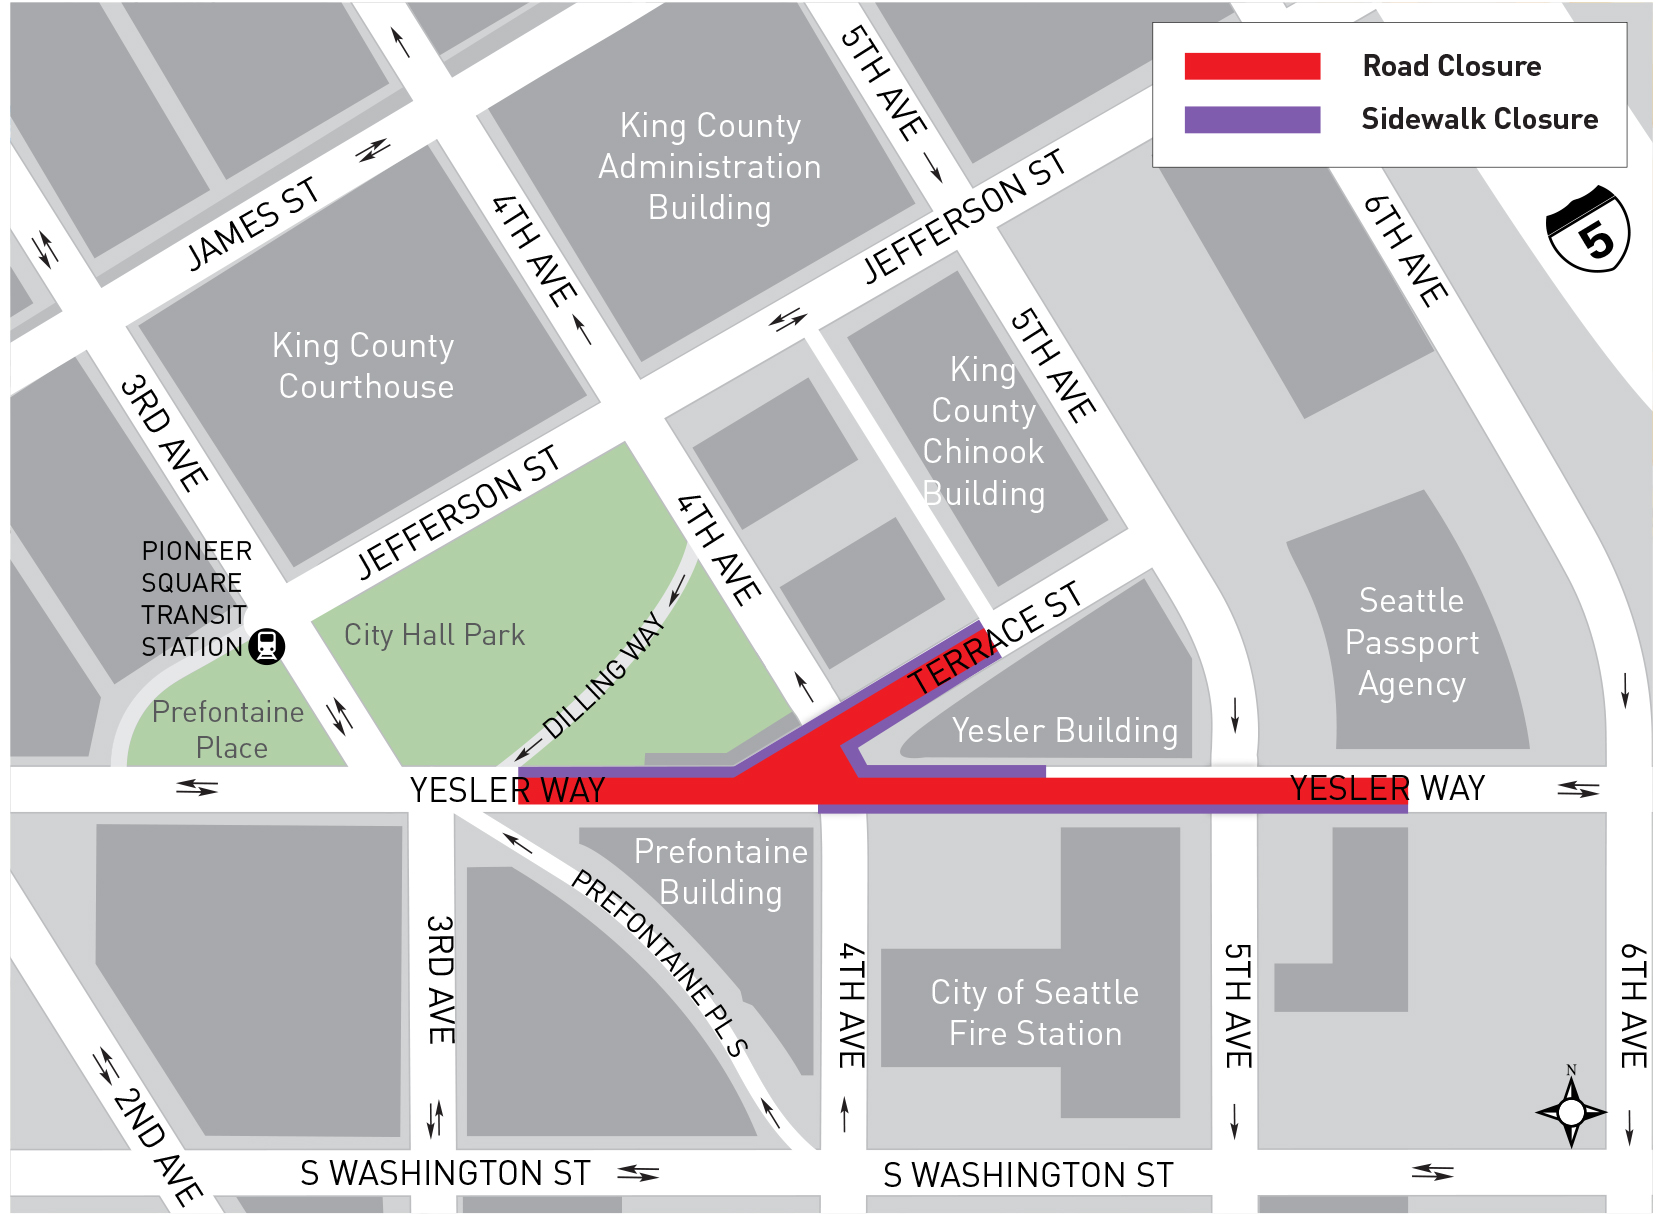 Road Closure
Sidewalk Closure
5TH AVE
King County
Administration
Building
JAMES ST
4TH AVE
JEFFERSON ST
6TH AVE
5
King County
Courthouse
3RD AVE
King
County
Chinook
Building
5TH AVE
JEFFERSON ST
4TH AVE
PIONEER
SQUARE
TRANSIT
STATION
City Hall Park
DILLING WAY
TERRACE ST
Seattle
Passport
Agency
Prefontaine
Place
Yesler Building
YESLER WAY
YESLER WAY
Prefontaine
Building
PREFONTAINE PL S
3RD AVE
4TH AVE
City of Seattle
Fire Station
5TH AVE
6TH AVE
N
2ND AVE
S WASHINGTON ST
S WASHINGTON ST